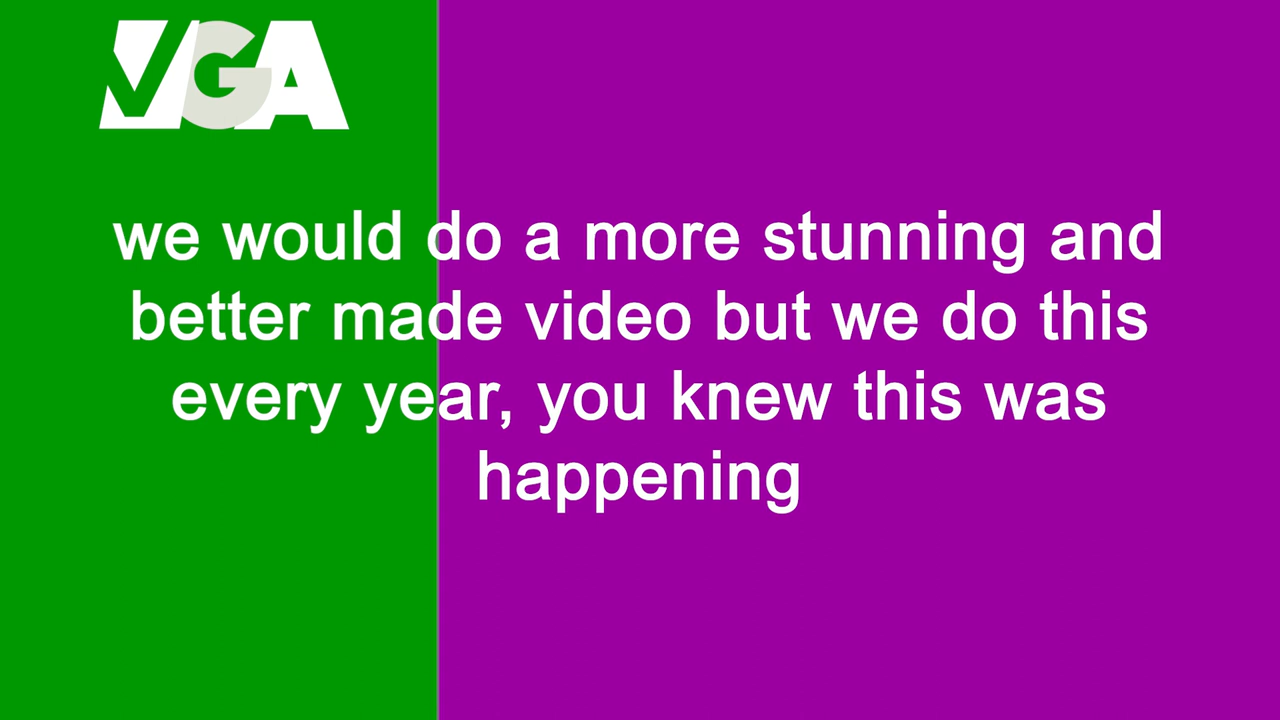 VGA
we would do a more stunning and
better made video but we do this
every year, you knew this was
happening